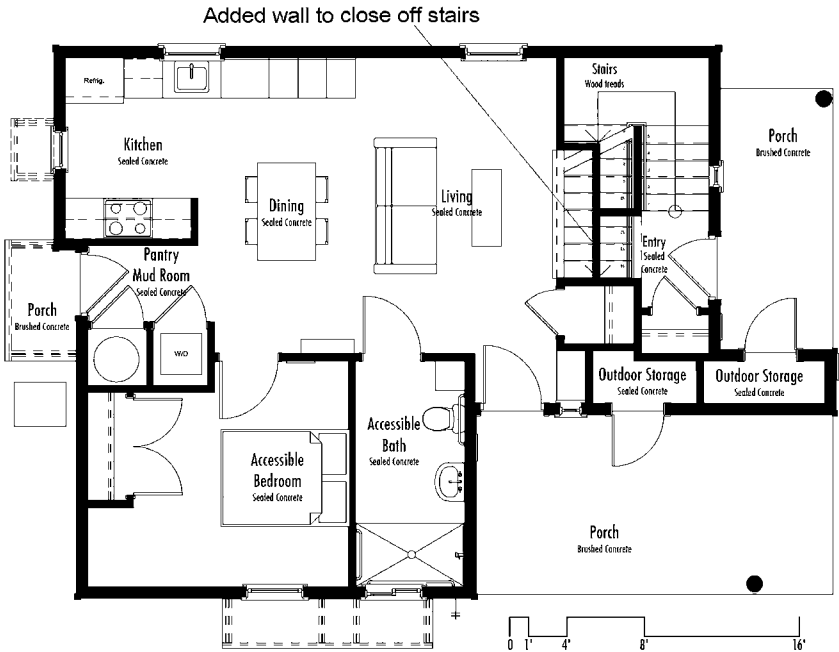 Added wall to close off stairs
Refrig.
Stairs
Wood treads
Kitchen
Sealed Concrete
Porch
Brushed Concrete
Dining
Sealed Concrete
Living
Sealed Concrete
Entry
Sealed
Concrete
Pantry
Mud Room
Sealed Concrete
Porch
Brushed Concrete
W/D
Outdoor Storage
Sealed Concrete
Outdoor Storage
Sealed Concrete
Accessible
Bath
Sealed Concrete
Accessible
Bedroom
Sealed Concrete
Porch
Brushed Concrete
0 1' 4' 8' 16'